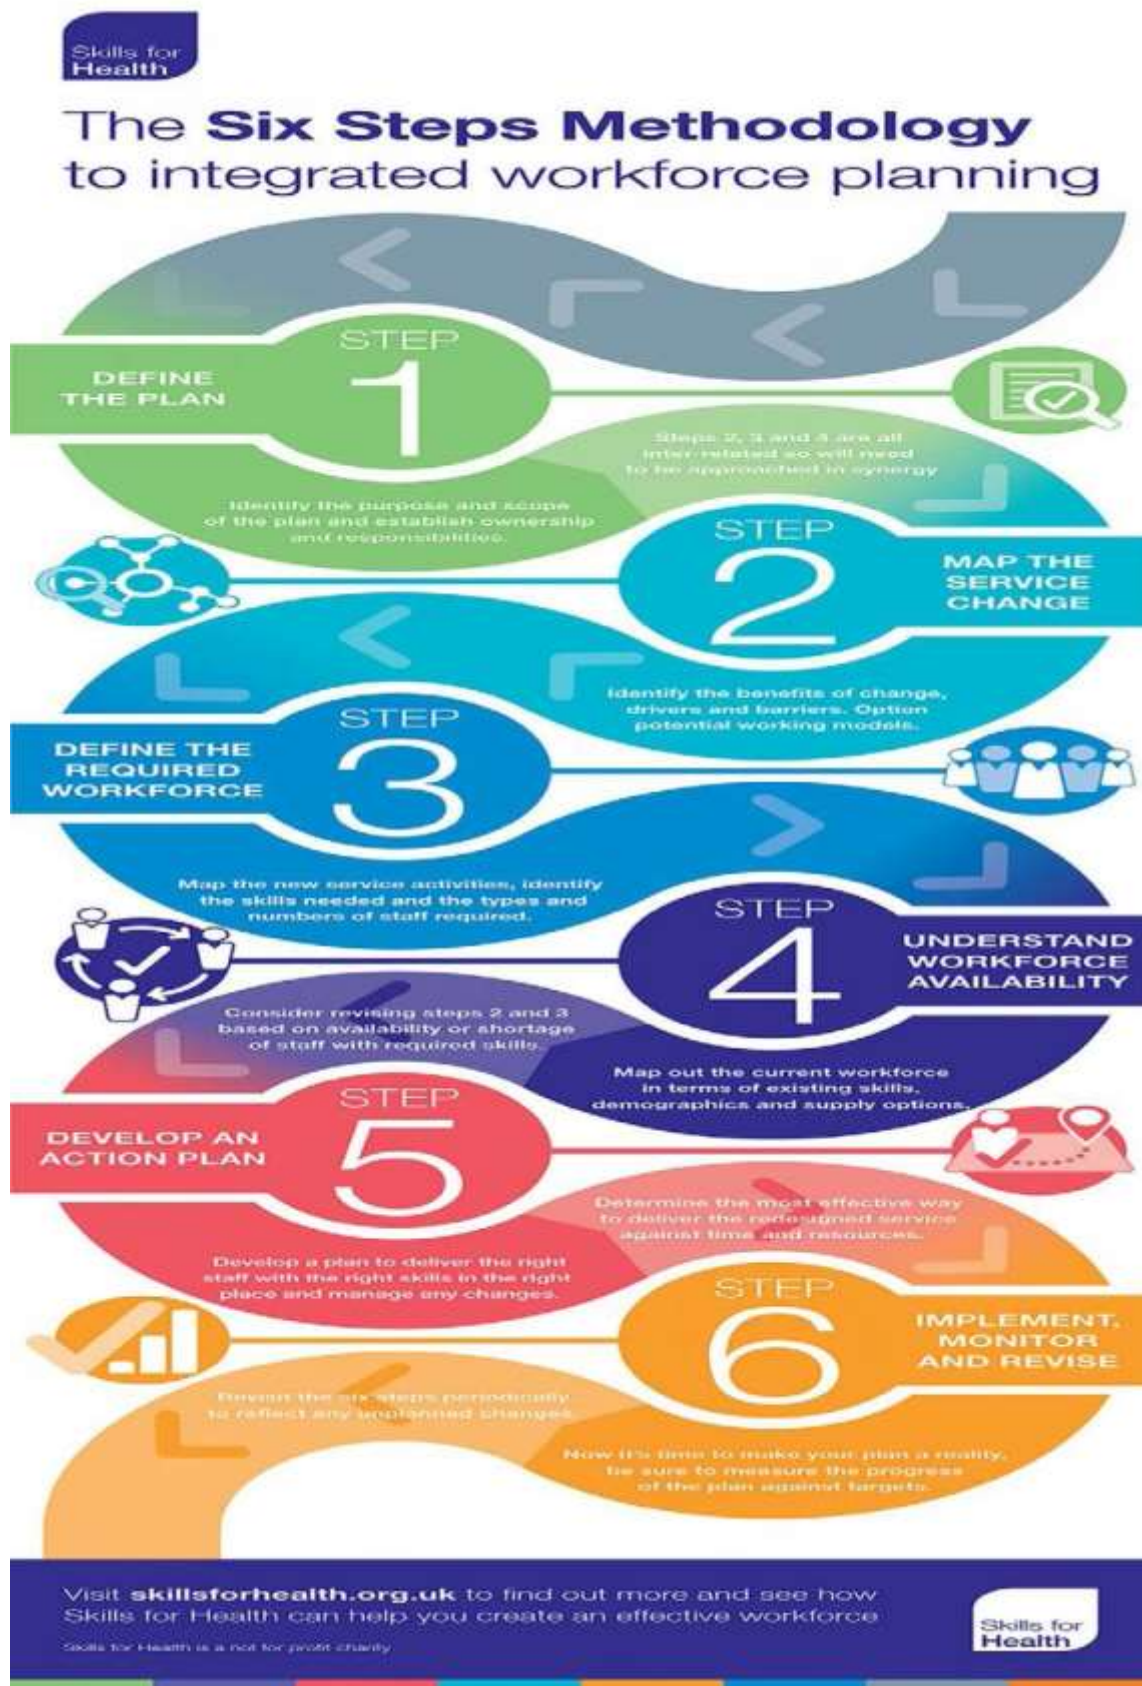 Skills for
Health
The Six Steps Methodology
to integrated workforce planning
STEP
1
DEFINE
THE PLAN
Identify the purpose and scope
of the plan and establish ownership
and responsibilities.
Steps 2, 3 and 4 are all
inter-related so will need
to be approached in synergy
STEP
2
MAP THE
SERVICE
CHANGE
Identify the benefits of change,
drivers and barriers. Option
potential working models.
STEP
3
DEFINE THE
REQUIRED
WORKFORCE
Map the new service activities, identify
the skills needed and the types and
numbers of staff required.
STEP
4
UNDERSTAND
WORKFORCE
AVAILABILITY
Map out the current workforce
in terms of existing skills,
demographics and supply options.
Consider revising steps 2 and 3
based on availability or shortage
of staff with required skills.
STEP
5
DEVELOP AN
ACTION PLAN
Develop a plan to deliver the right
staff with the right skills in the right
place and manage any changes.
Determine the most effective way
to deliver the redesigned service
against time and resources.
STEP
6
IMPLEMENT,
MONITOR
AND REVISE
Now it's time to make your plan a reality,
be sure to measure the progress
of the plan against targets.
Revisit the six steps periodically
to reflect any unplanned changes.
Visit skillsforhealth.org.uk to find out more and see how
Skills for Health can help you create an effective workforce
Skills for Health is a not for profit charity
Skills for
Health